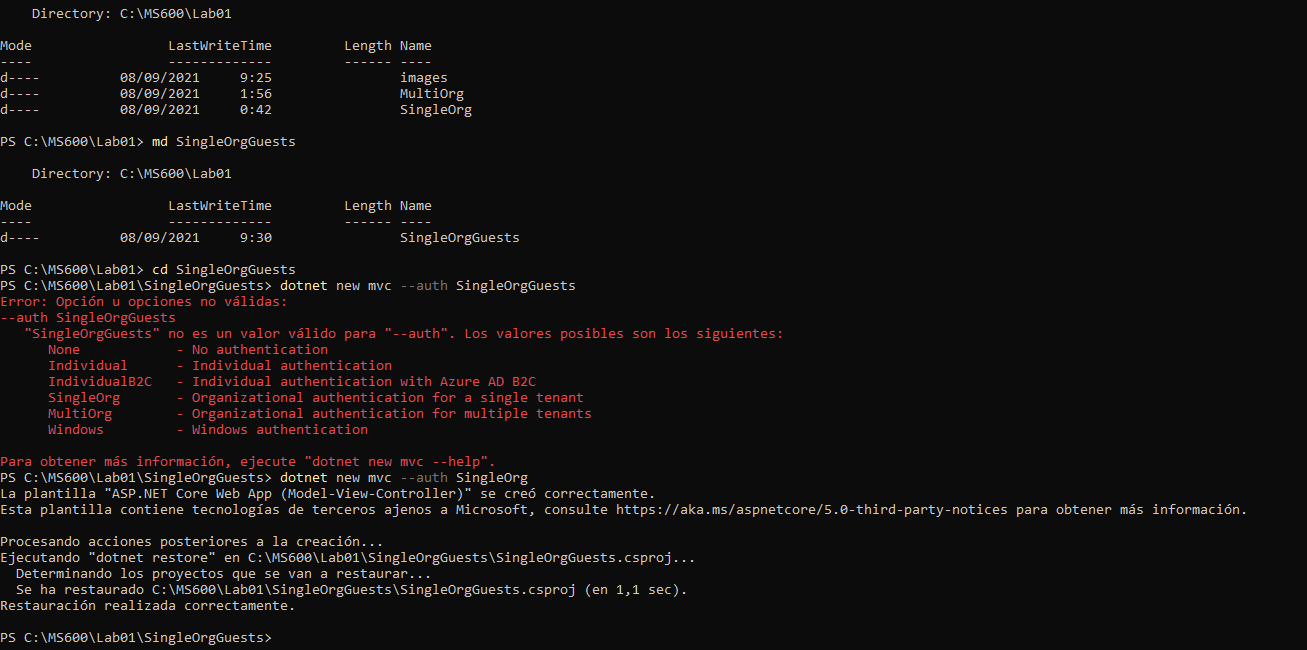 Directory: C:\MS600\Lab01
Mode                 LastWriteTime         Length Name
----                 -------------         ------ ----
d----          08/09/2021     9:25                images
d----          08/09/2021     1:56                MultiOrg
d----          08/09/2021     0:42                SingleOrg
PS C:\MS600\Lab01> md SingleOrgGuests
    Directory: C:\MS600\Lab01
Mode                 LastWriteTime         Length Name
----                 -------------         ------ ----
d----          08/09/2021     9:30                SingleOrgGuests
PS C:\MS600\Lab01> cd SingleOrgGuests
PS C:\MS600\Lab01\SingleOrgGuests> dotnet new mvc --auth SingleOrgGuests
Error: Opción u opciones no válidas:
--auth SingleOrgGuests
   "SingleOrgGuests" no es un valor válido para "--auth". Los valores posibles son los siguientes:
      None            - No authentication
      Individual      - Individual authentication
      IndividualB2C   - Individual authentication with Azure AD B2C
      SingleOrg       - Organizational authentication for a single tenant
      MultiOrg        - Organizational authentication for multiple tenants
      Windows         - Windows authentication
Para obtener más información, ejecute "dotnet new mvc --help".
PS C:\MS600\Lab01\SingleOrgGuests> dotnet new mvc --auth SingleOrg
La plantilla "ASP.NET Core Web App (Model-View-Controller)" se creó correctamente.
Esta plantilla contiene tecnologías de terceros ajenos a Microsoft, consulte https://aka.ms/aspnetcore/5.0-third-party-notices para obtener más información.
Procesando acciones posteriores a la creación...
Ejecutando "dotnet restore" en C:\MS600\Lab01\SingleOrgGuests\SingleOrgGuests.csproj...
  Determinando los proyectos que se van a restaurar...
  Se ha restaurado C:\MS600\Lab01\SingleOrgGuests\SingleOrgGuests.csproj (en 1,1 sec).
Restauración realizada correctamente.
PS C:\MS600\Lab01\SingleOrgGuests>